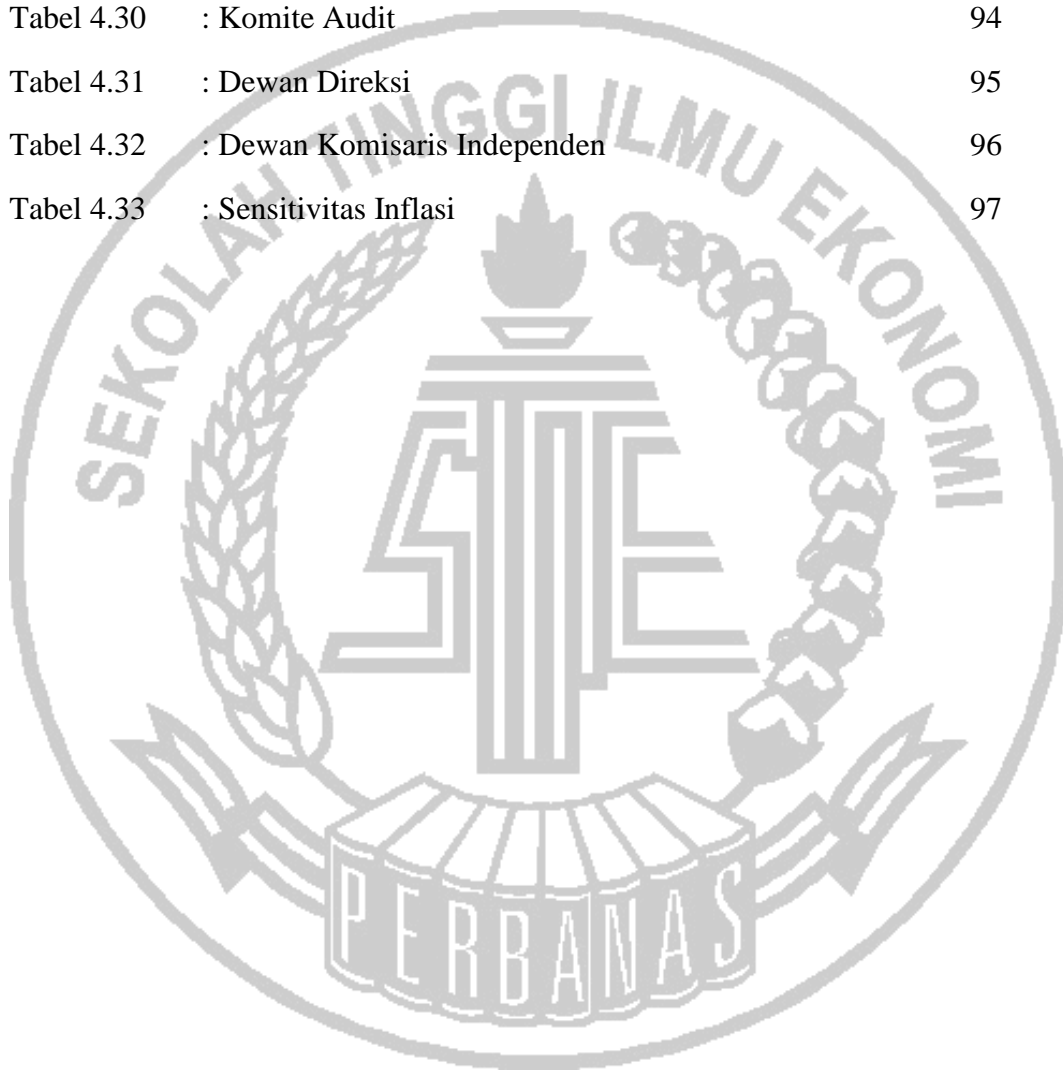 Tabel 4.30 : Komite Audit 94
Tabel 4.31 : Dewan Direksi 95
Tabel 4.32 : Dewan Komisaris Independen 96
Tabel 4.33 : Sensitivitas Inflasi 97
SEKOLAH TINGGI ILMU EKONOMI
STIE
PERBANAS